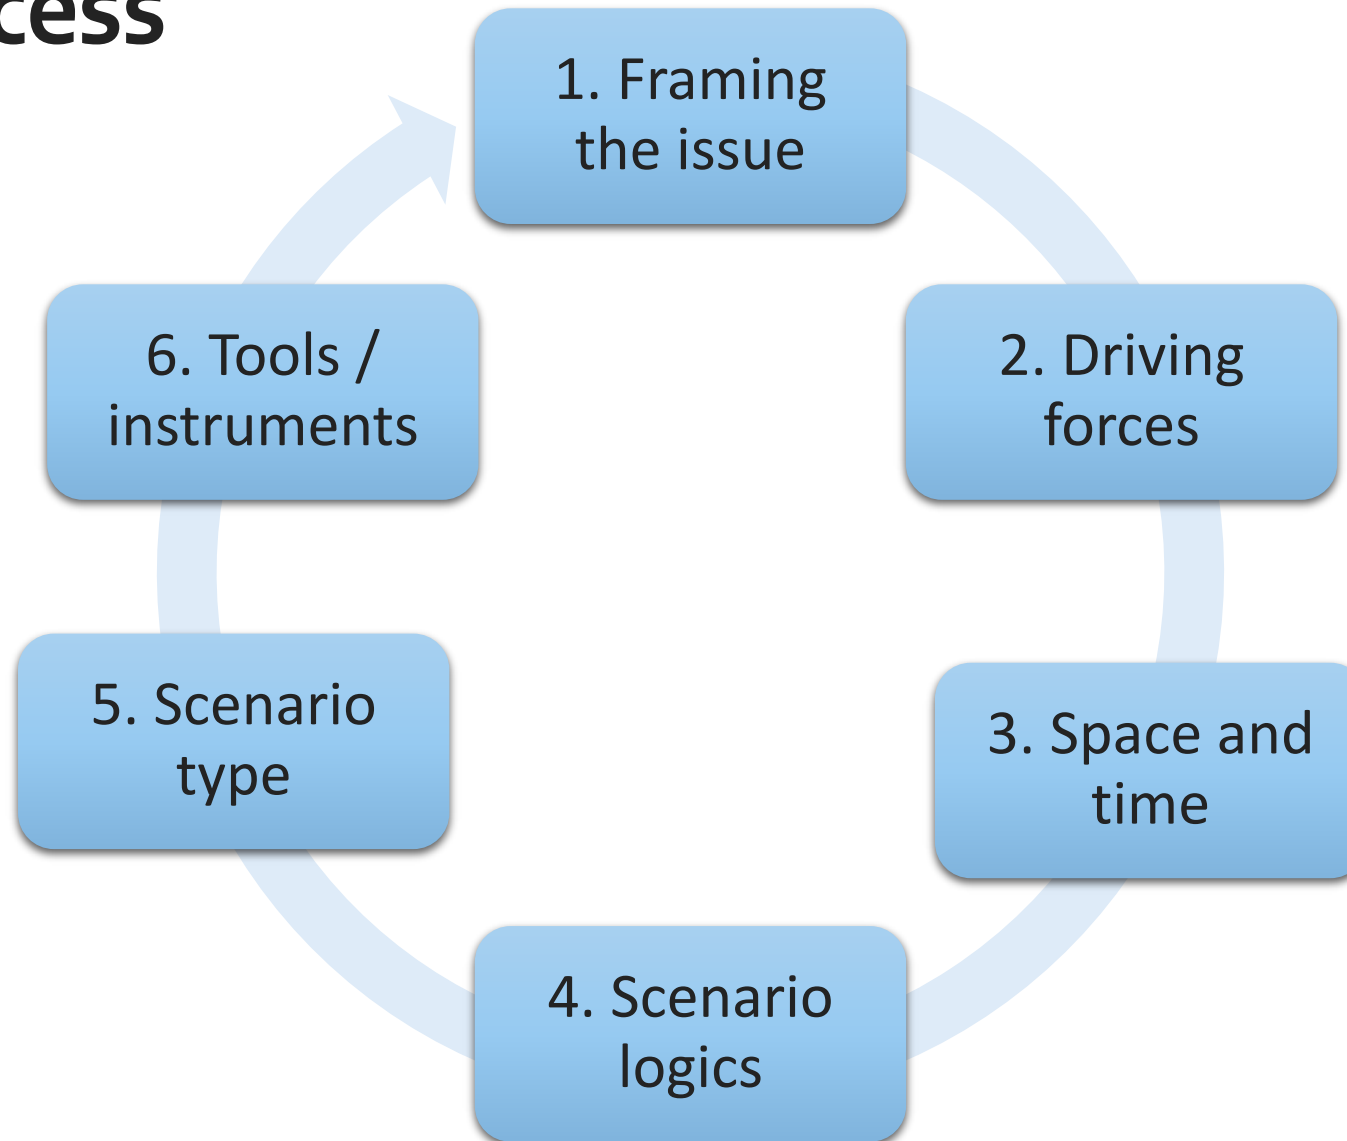 cess
1. Framing
the issue
2. Driving
forces
3. Space and
time
4. Scenario
logics
5. Scenario
type
6. Tools /
instruments